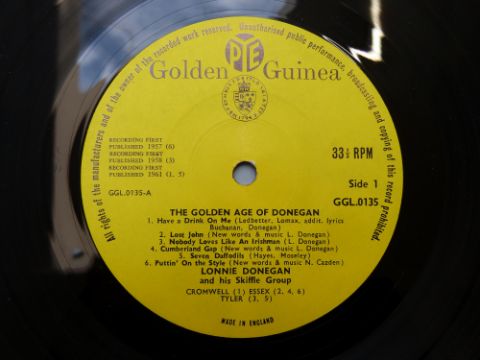 All rights of the manufacturers and of the owner of the recorded work reserved. Unauthorised public performance, broadcasting and copying of this record prohibited.
PYE
Golden Guinea
RECORDING FIRST
PUBLISHED 1957 (6)
RECORDING FIRST
PUBLISHED 1958 (3)
RECORDING FIRST
PUBLISHED 1961 (1, 5)
33⅓ RPM
Side 1
GGL.0135-A
GGL.0135
THE GOLDEN AGE OF DONEGAN
1. Have a Drink On Me (Ledbetter, Lomax, addit. lyrics
Buchanan, Donegan)
2. Lost John (New words & music L. Donegan)
3. Nobody Loves Like An Irishman (L. Donegan)
4. Cumberland Gap (New words & music L. Donegan)
5. Seven Daffodils (Hayes, Moseley)
6. Puttin' On the Style (New words & music N. Cazden)
LONNIE DONEGAN
and his Skiffle Group
CROMWELL (1) ESSEX (2, 4, 6)
TYLER (3, 5)
MADE IN ENGLAND